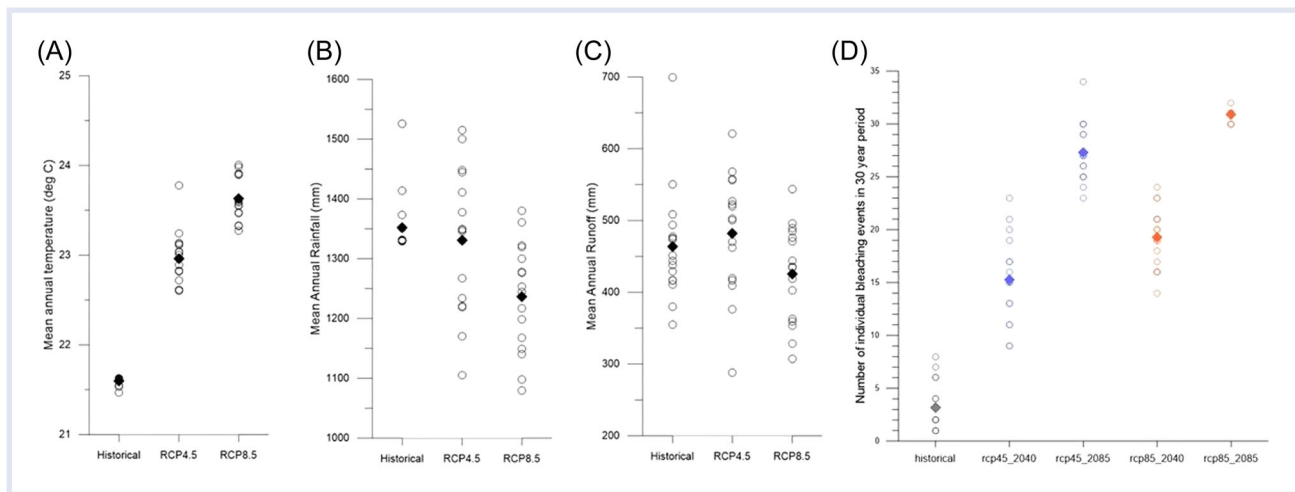 (A)
Mean annual temperature (deg C)
25
24
23
22
21
Historical RCP4.5 RCP8.5
(B)
Mean Annual Rainfall (mm)
1600
1500
1400
1300
1200
1100
1000
Historical RCP4.5 RCP8.5
(C)
Mean Annual Runoff (mm)
700
600
500
400
300
200
Historical RCP4.5 RCP8.5
(D)
Number of individual bleaching events in 30 year period
35
30
25
20
15
10
5
0
historical rcp45_2040 rcp45_2085 rcp85_2040 rcp85_2085